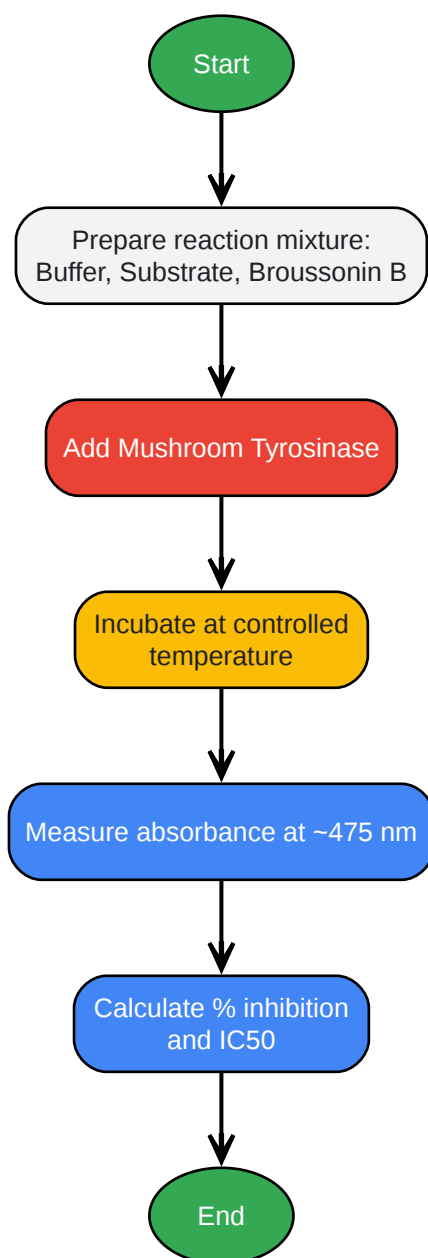 Start
Prepare reaction mixture:
Buffer, Substrate, Broussonin B
Add Mushroom Tyrosinase
Incubate at controlled
temperature
Measure absorbance at ~475 nm
Calculate % inhibition
and IC50
End